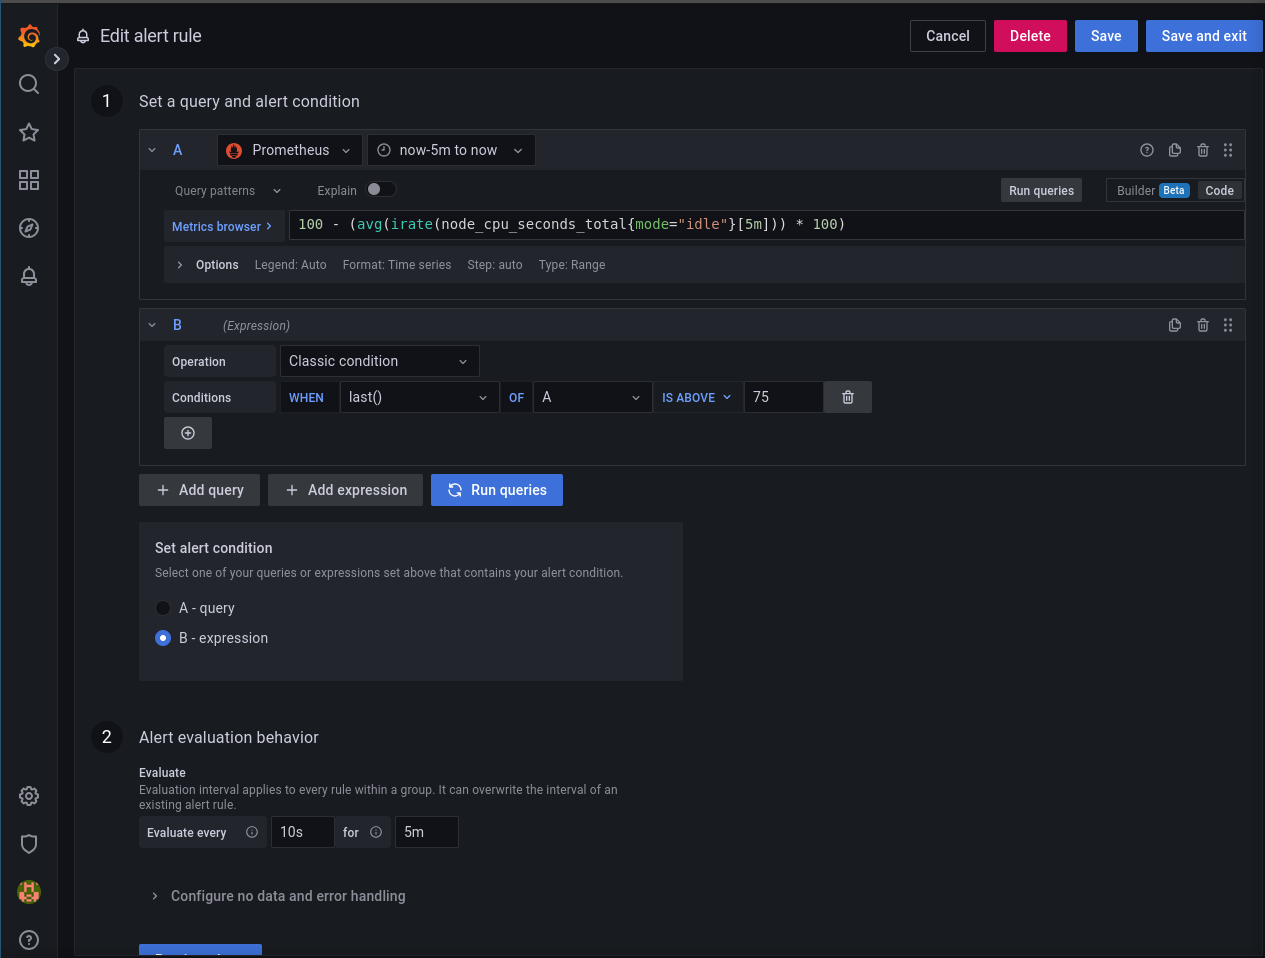 Edit alert rule
Cancel Delete Save Save and exit
1 Set a query and alert condition
A Prometheus now-5m to now
Query patterns Explain Run queries Builder Beta Code
Metrics browser 100 - (avg(irate(node_cpu_seconds_total{mode="idle"}[5m])) * 100)
Options Legend: Auto Format: Time series Step: auto Type: Range
B (Expression)
Operation Classic condition
Conditions WHEN last() OF A IS ABOVE 75
Add query Add expression Run queries
Set alert condition
Select one of your queries or expressions set above that contains your alert condition.
A - query
B - expression
2 Alert evaluation behavior
Evaluate
Evaluation interval applies to every rule within a group. It can overwrite the interval of an
existing alert rule.
Evaluate every 10s for 5m
Configure no data and error handling